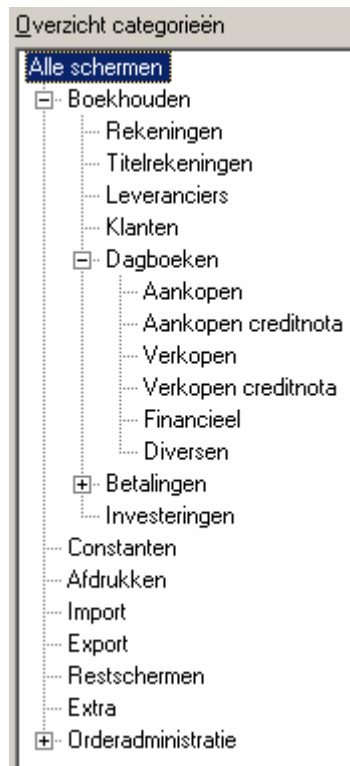 Overzicht categorieën
Alle schermen
Boekhouden
Rekeningen
Titelrekeningen
Leveranciers
Klanten
Dagboeken
Aankopen
Aankopen creditnota
Verkopen
Verkopen creditnota
Financieel
Diversen
Betalingen
Investeringen
Constanten
Afdrukken
Import
Export
Restschermen
Extra
Orderadministratie